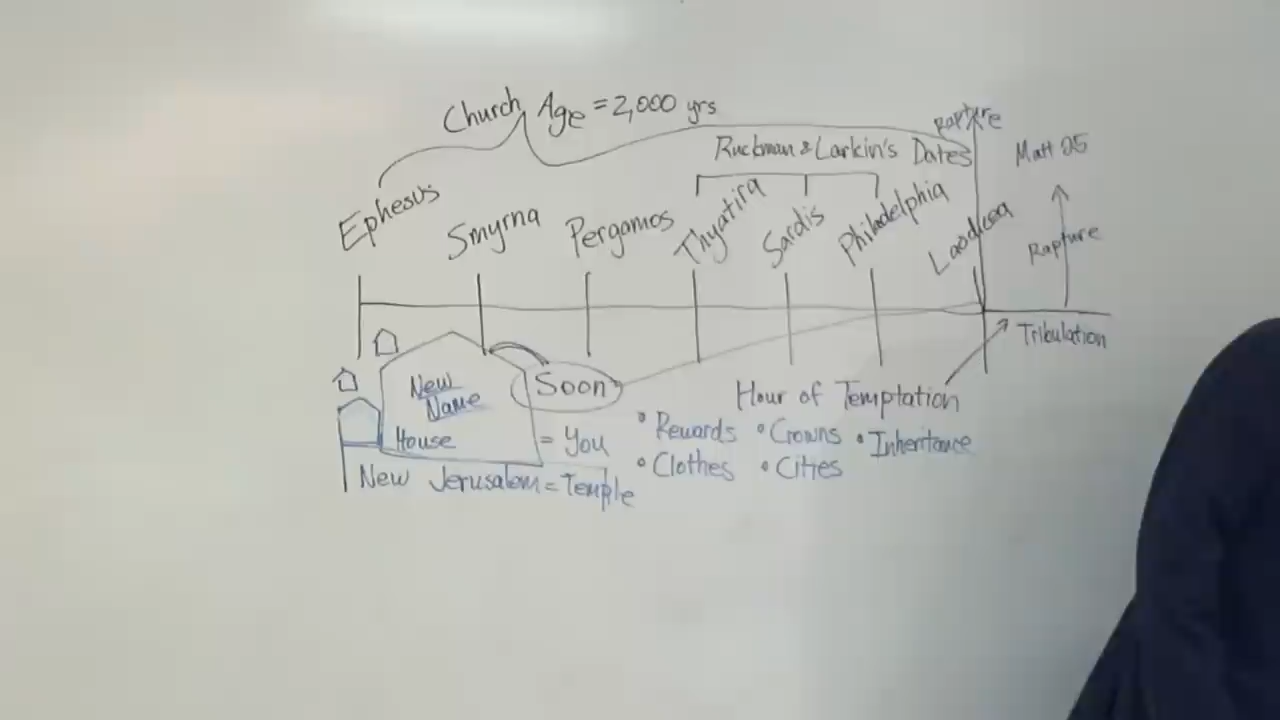 Church Age = 2,000 yrs
Rapture
Ruckman & Larkin's Dates
Matt 25
Ephesus
Smyrna
Pergamos
Thyatira
Sardis
Philadelphia
Laodicea
Rapture
Tribulation
New
Name
Soon
Hour of Temptation
House = You
• Rewards • Crowns • Inheritance
• Clothes • Cities
New Jerusalem = Temple